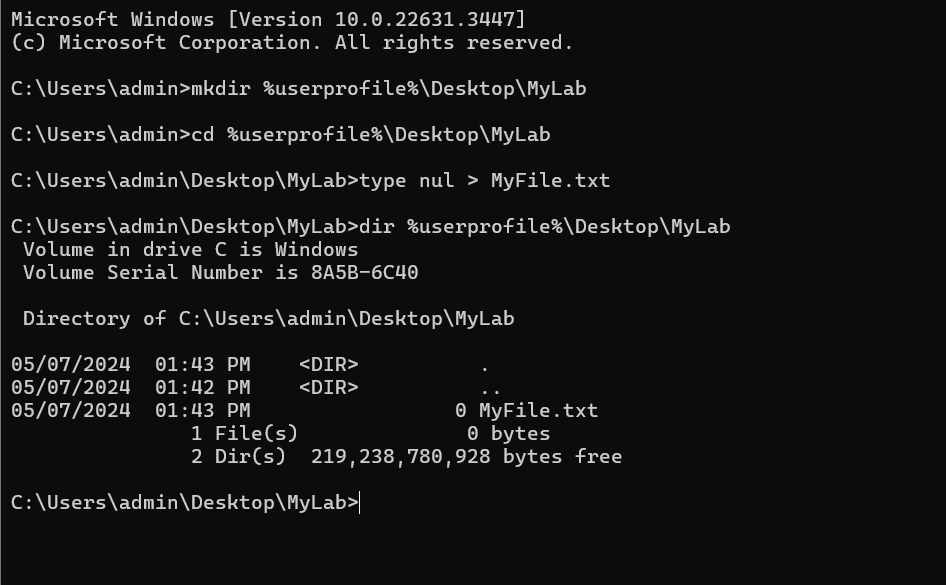 Microsoft Windows [Version 10.0.22631.3447]
(c) Microsoft Corporation. All rights reserved.
C:\Users\admin>mkdir %userprofile%\Desktop\MyLab
C:\Users\admin>cd %userprofile%\Desktop\MyLab
C:\Users\admin\Desktop\MyLab>type nul > MyFile.txt
C:\Users\admin\Desktop\MyLab>dir %userprofile%\Desktop\MyLab
 Volume in drive C is Windows
 Volume Serial Number is 8A5B-6C40
 Directory of C:\Users\admin\Desktop\MyLab
05/07/2024  01:43 PM    <DIR>          .
05/07/2024  01:42 PM    <DIR>          ..
05/07/2024  01:43 PM                 0 MyFile.txt
               1 File(s)              0 bytes
               2 Dir(s)  219,238,780,928 bytes free
C:\Users\admin\Desktop\MyLab>